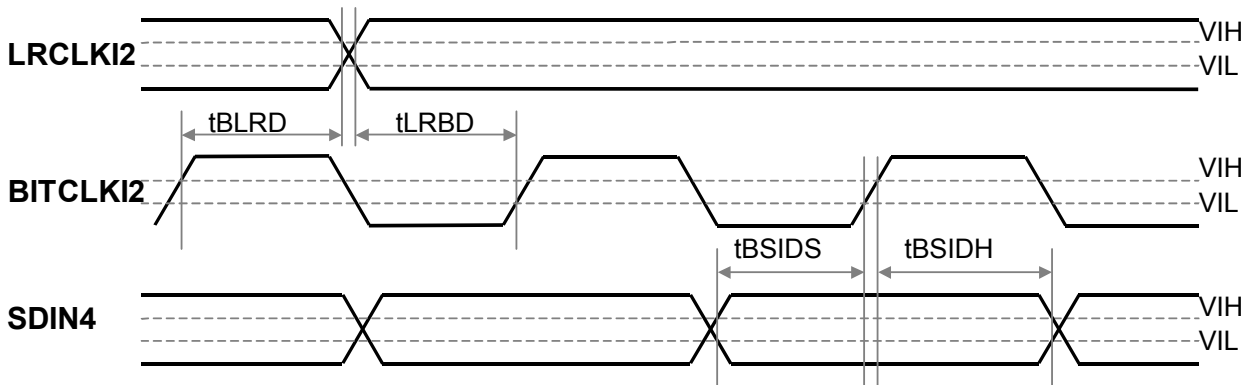 LRCLKI2
VIH
VIL
tBLRD
tLRBD
BITCLKI2
VIH
VIL
tBSIDS
tBSIDH
SDIN4
VIH
VIL